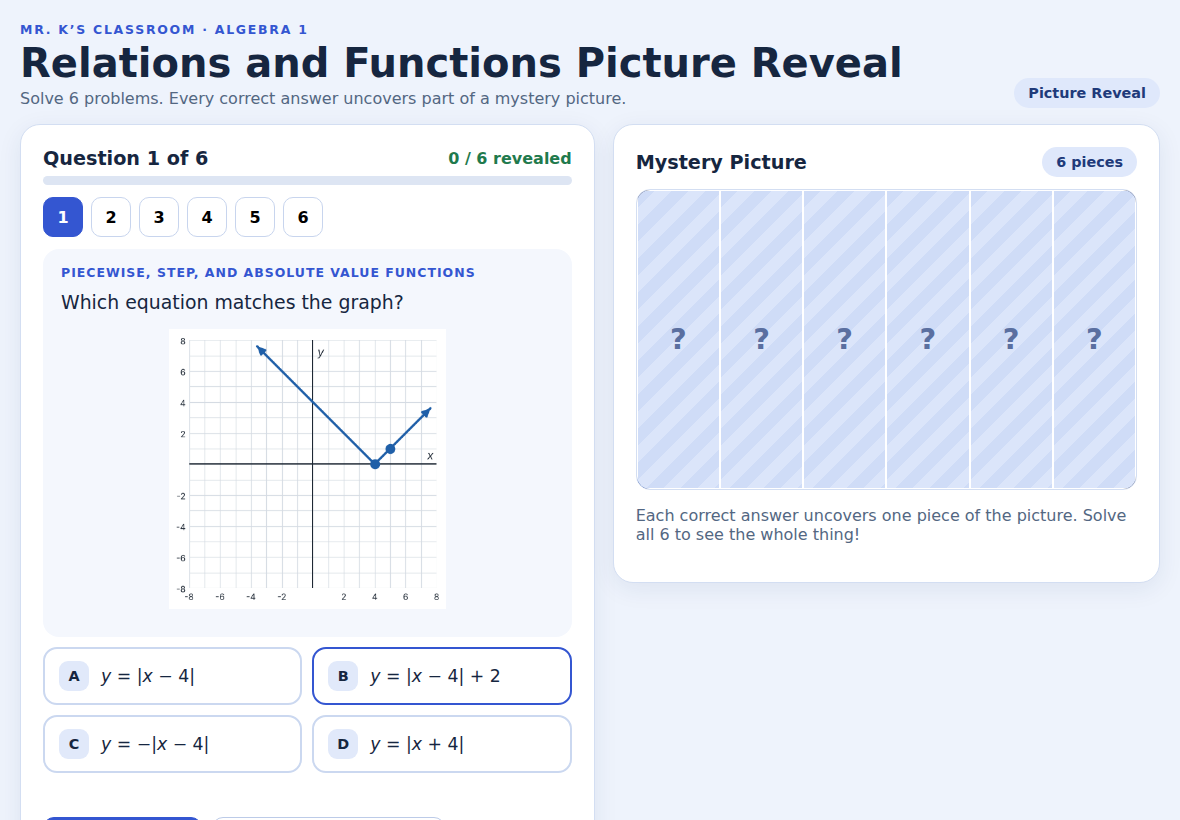 MR. K’S CLASSROOM · ALGEBRA 1
Relations and Functions Picture Reveal
Solve 6 problems. Every correct answer uncovers part of a mystery picture.
Picture Reveal
Question 1 of 6
0 / 6 revealed
1 2 3 4 5 6
PIECEWISE, STEP, AND ABSOLUTE VALUE FUNCTIONS
Which equation matches the graph?
8
y
6
4
2
x
-2
-4
-6
-8
-8 -6 -4 -2 2 4 6 8
A y = |x − 4|
B y = |x − 4| + 2
C y = −|x − 4|
D y = |x + 4|
Mystery Picture
6 pieces
? ? ? ? ? ?
Each correct answer uncovers one piece of the picture. Solve
all 6 to see the whole thing!